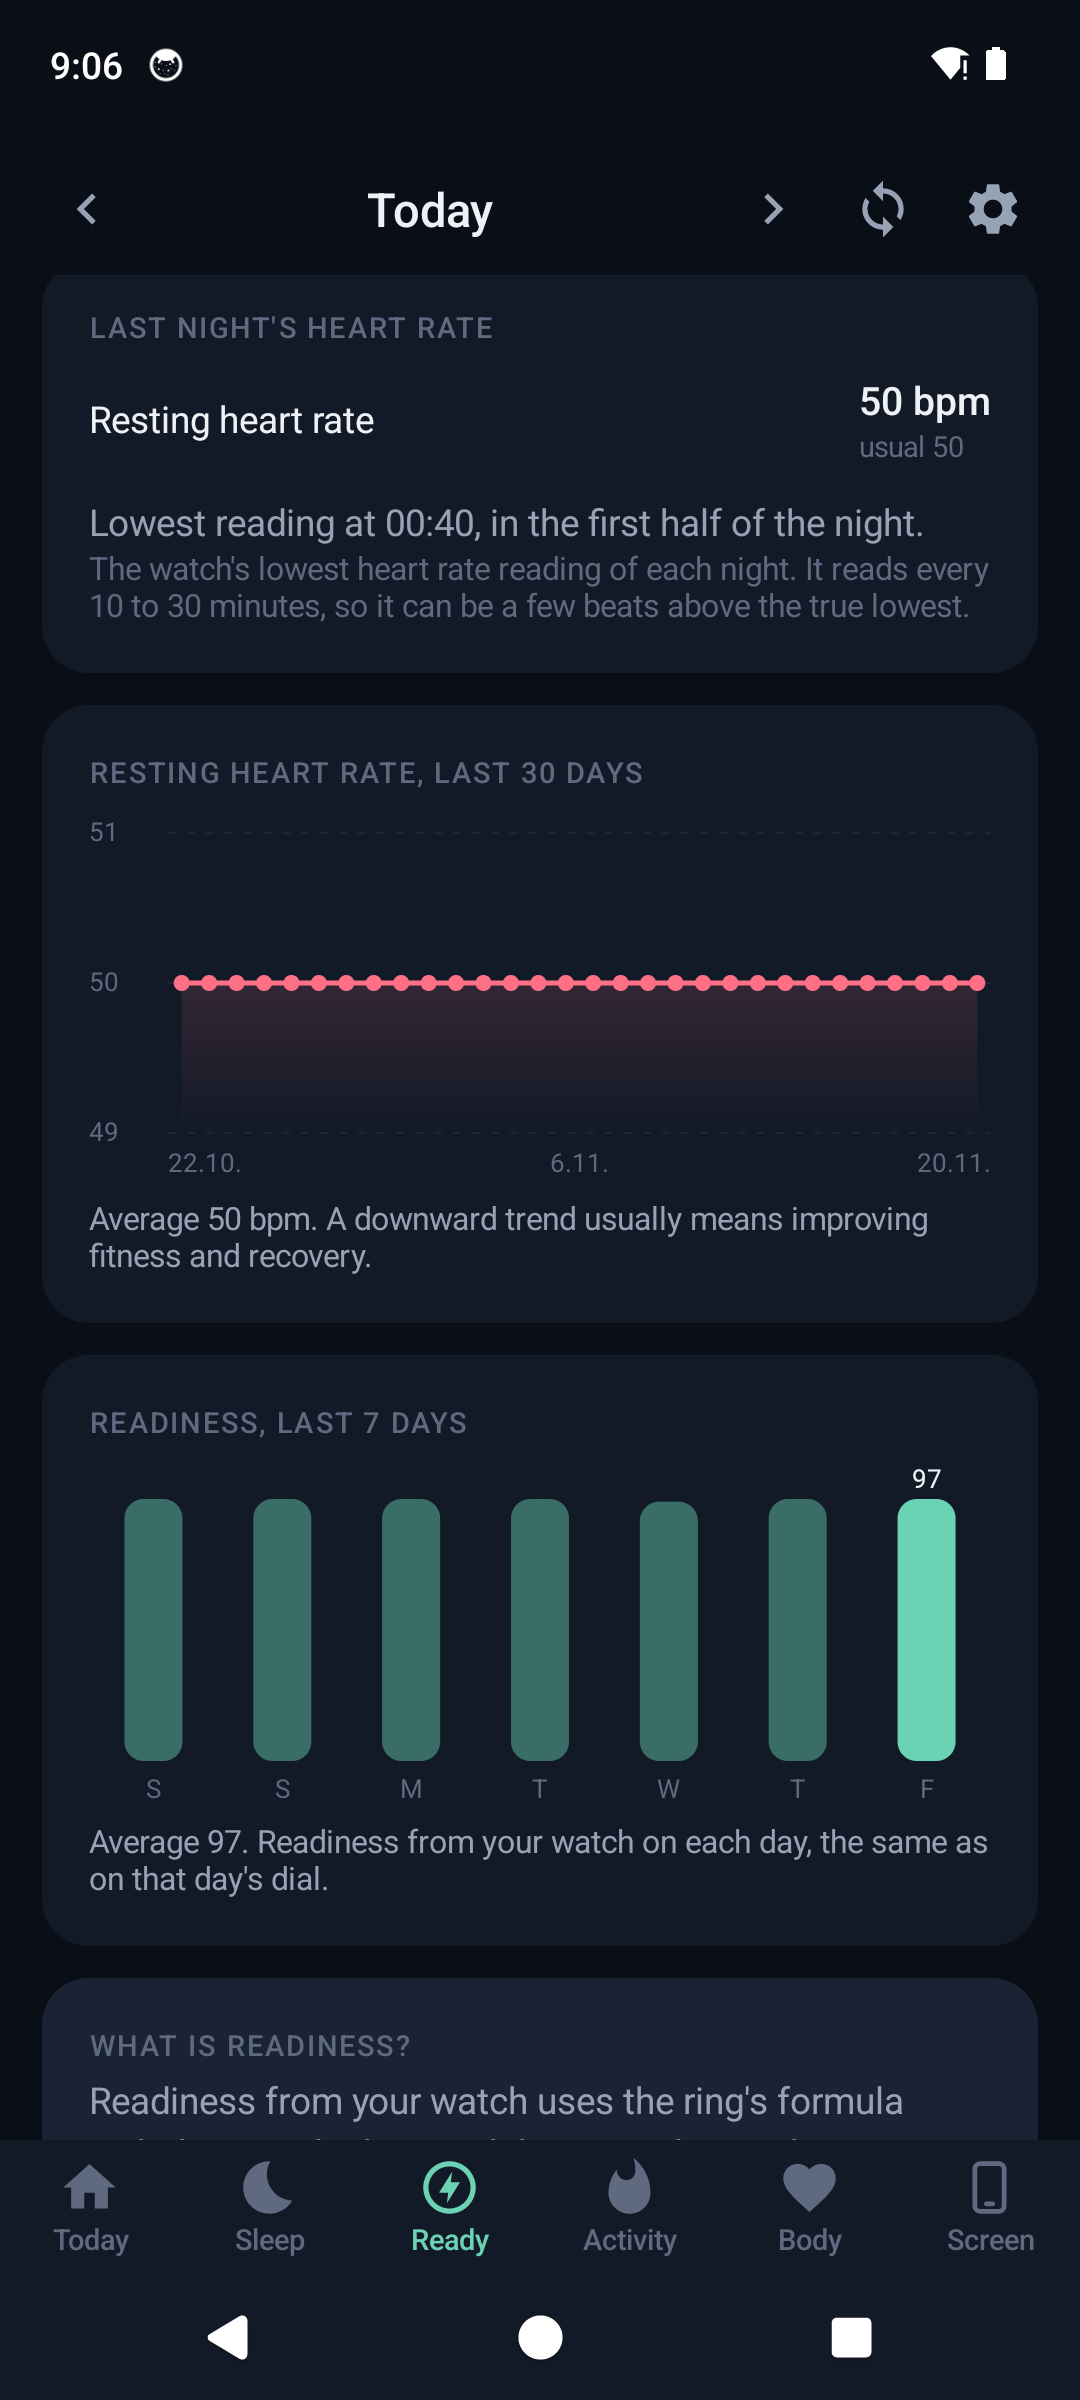 9:06
Today
LAST NIGHT'S HEART RATE
Resting heart rate
50 bpm
usual 50
Lowest reading at 00:40, in the first half of the night.
The watch's lowest heart rate reading of each night. It reads every
10 to 30 minutes, so it can be a few beats above the true lowest.
RESTING HEART RATE, LAST 30 DAYS
51
50
49
22.10. 6.11. 20.11.
Average 50 bpm. A downward trend usually means improving
fitness and recovery.
READINESS, LAST 7 DAYS
97
S S M T W T F
Average 97. Readiness from your watch on each day, the same as
on that day's dial.
WHAT IS READINESS?
Readiness from your watch uses the ring's formula
Today Sleep Ready Activity Body Screen